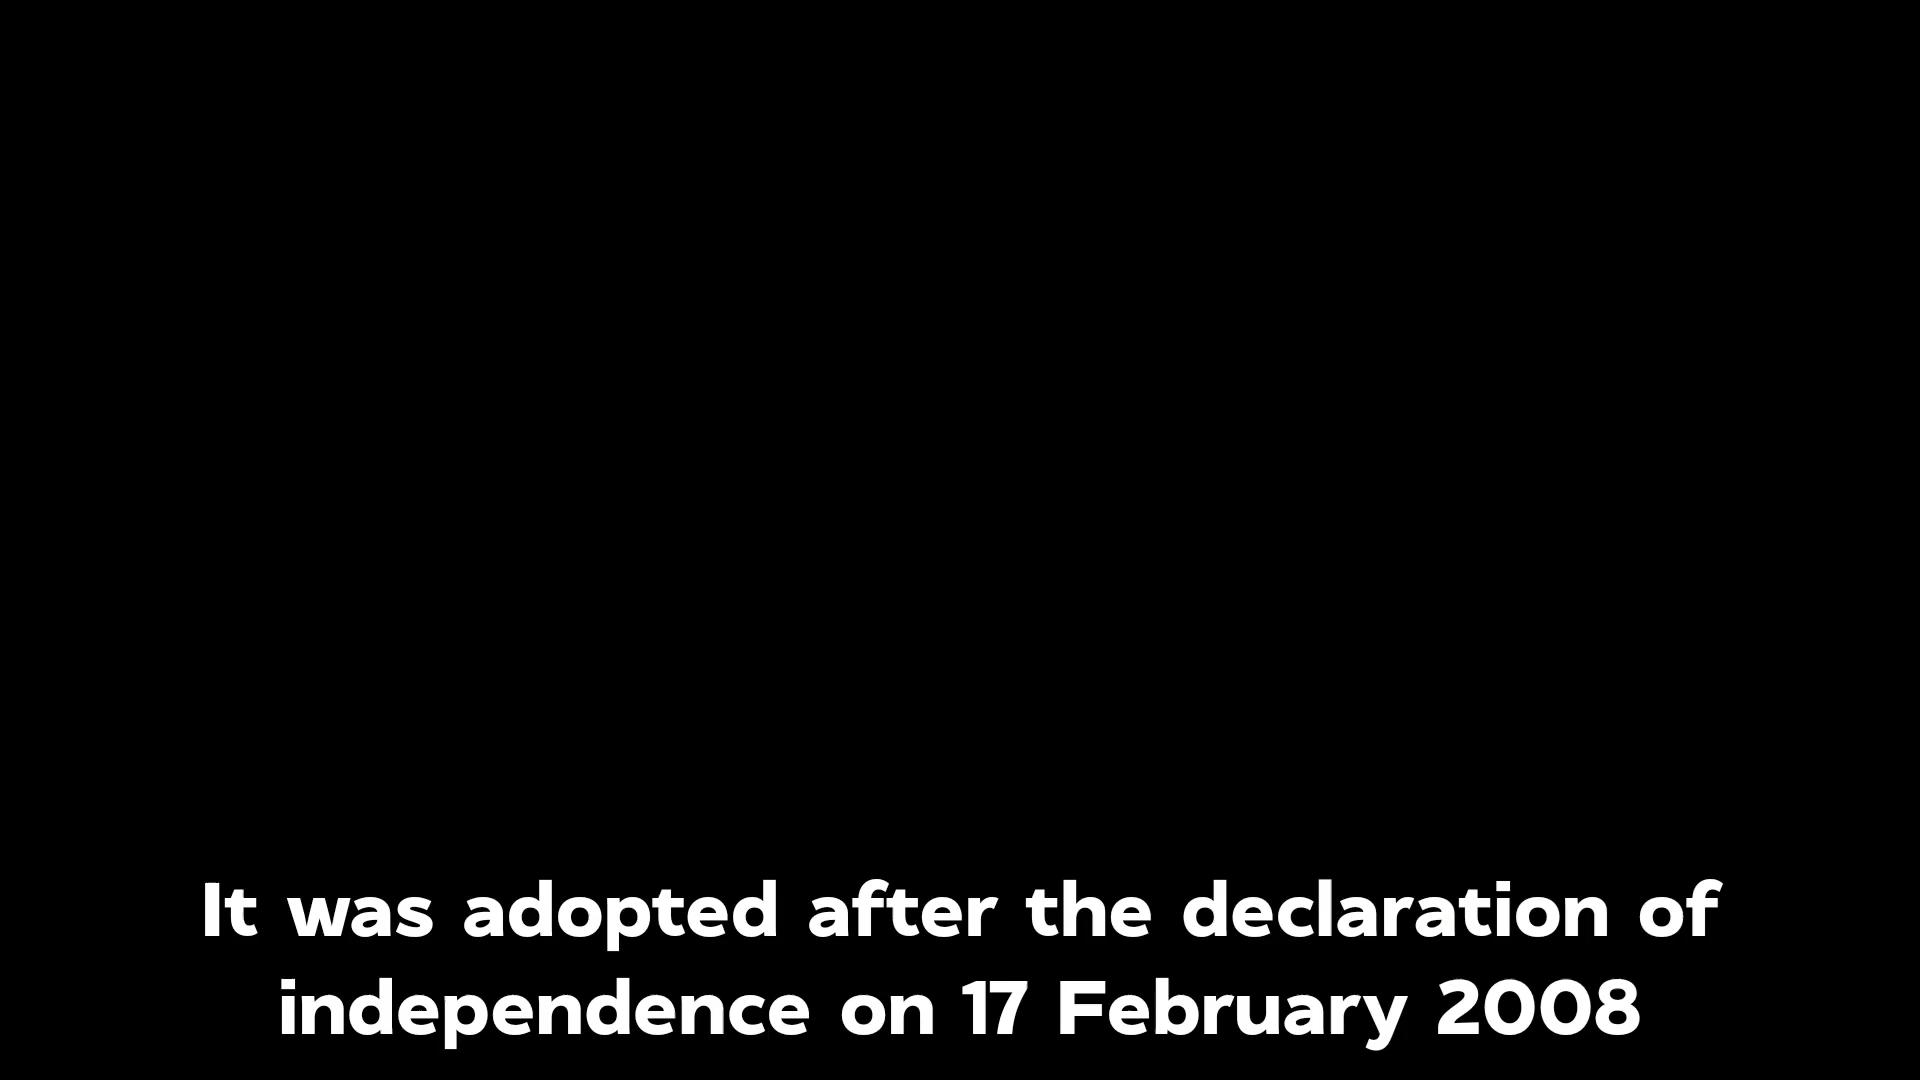 It was adopted after the declaration of
independence on 17 February 2008